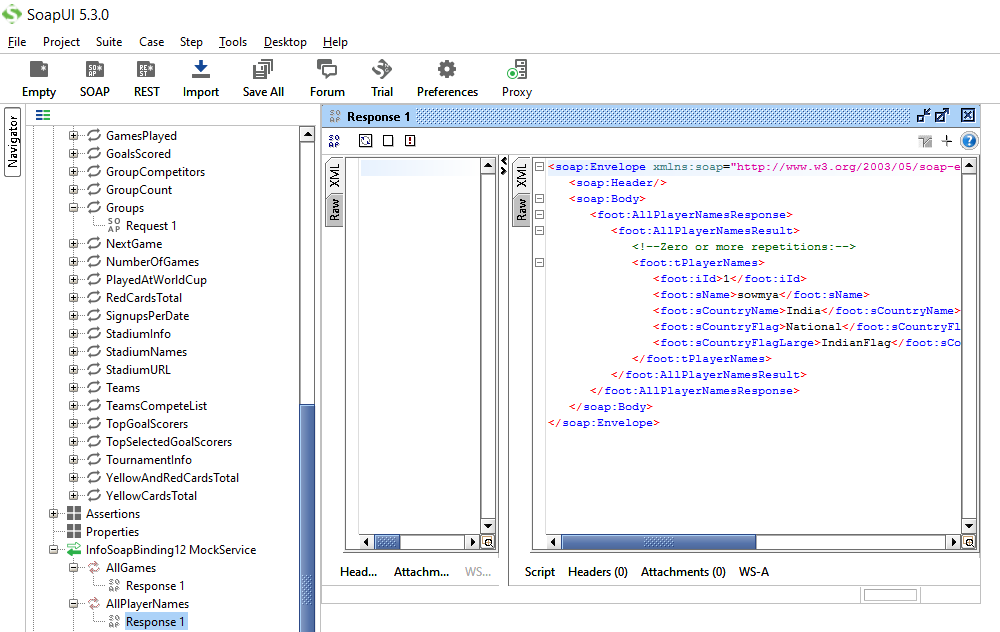 SoapUI 5.3.0
File Project Suite Case Step Tools Desktop Help
Empty SOAP REST Import Save All Forum Trial Preferences Proxy
Navigator
GamesPlayed
GoalsScored
GroupCompetitors
GroupCount
Groups
Request 1
NextGame
NumberOfGames
PlayedAtWorldCup
RedCardsTotal
SignupsPerDate
StadiumInfo
StadiumNames
StadiumURL
Teams
TeamsCompeteList
TopGoalScorers
TopSelectedGoalScorers
TournamentInfo
YellowAndRedCardsTotal
YellowCardsTotal
Assertions
Properties
InfoSoapBinding12 MockService
AllGames
Response 1
AllPlayerNames
Response 1
Response 1
XML
Raw
XML
Raw
<soap:Envelope xmlns:soap="http://www.w3.org/2003/05/soap-e
<soap:Header/>
<soap:Body>
<foot:AllPlayerNamesResponse>
<foot:AllPlayerNamesResult>
<!--Zero or more repetitions:-->
<foot:tPlayerNames>
<foot:iId>1</foot:iId>
<foot:sName>sowmya</foot:sName>
<foot:sCountryName>India</foot:sCountryName>
<foot:sCountryFlag>National</foot:sCountryFl
<foot:sCountryFlagLarge>IndianFlag</foot:sCo
</foot:tPlayerNames>
</foot:AllPlayerNamesResult>
</foot:AllPlayerNamesResponse>
</soap:Body>
</soap:Envelope>
Head... Attachm... WS...
Script Headers (0) Attachments (0) WS-A